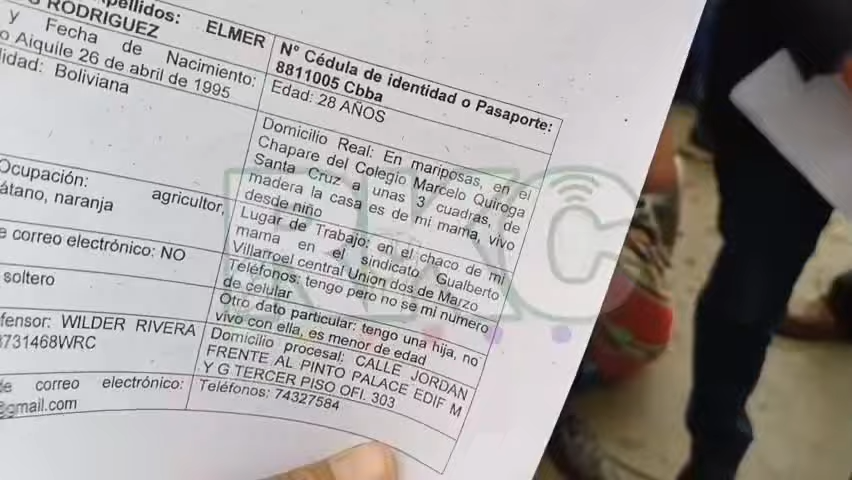 pellidos: ELMER
RODRIGUEZ
y Fecha de Nacimiento:
o Aiquile 26 de abril de 1995
lidad: Boliviana
Ocupación: agricultor,
átano, naranja
e correo electrónico: NO
soltero
fensor: WILDER RIVERA
8731468WRC
de correo electrónico:
@gmail.com
N° Cédula de identidad o Pasaporte:
8811005 Cbba
Edad: 28 AÑOS
Domicilio Real: En mariposas, en el
Chapare del Colegio Marcelo Quiroga
Santa Cruz a unas 3 cuadras, de
madera la casa es de mi mama, vivo
desde niño
Lugar de Trabajo: en el chaco de mi
mama en el sindicato Gualberto
Villarroel central Union dos de Marzo
Teléfonos: tengo pero no se mi número
de celular
Otro dato particular: tengo una hija, no
vivo con ella, es menor de edad
Domicilio procesal: CALLE JORDAN
FRENTE AL PINTO PALACE EDIF M
Y G TERCER PISO OFI. 303
Teléfonos: 74327584
RKC